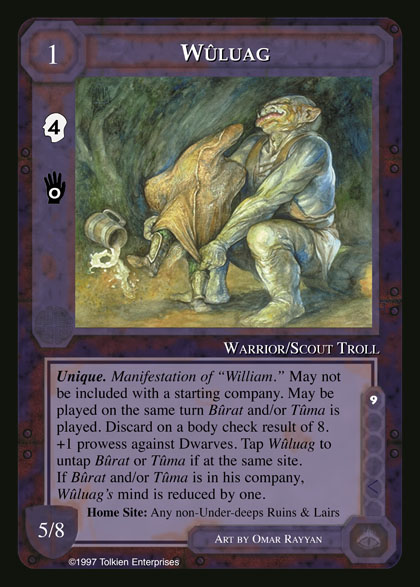 1
WÛLUAG
4
0
WARRIOR/SCOUT TROLL
Unique. Manifestation of “William.” May not
be included with a starting company. May be
played on the same turn Bûrat and/or Tûma is
played. Discard on a body check result of 8.
+1 prowess against Dwarves. Tap Wûluag to
untap Bûrat or Tûma if at the same site.
If Bûrat and/or Tûma is in his company,
Wûluag’s mind is reduced by one.
Home Site: Any non-Under-deeps Ruins & Lairs
9
5/8
ART BY OMAR RAYYAN
©1997 Tolkien Enterprises